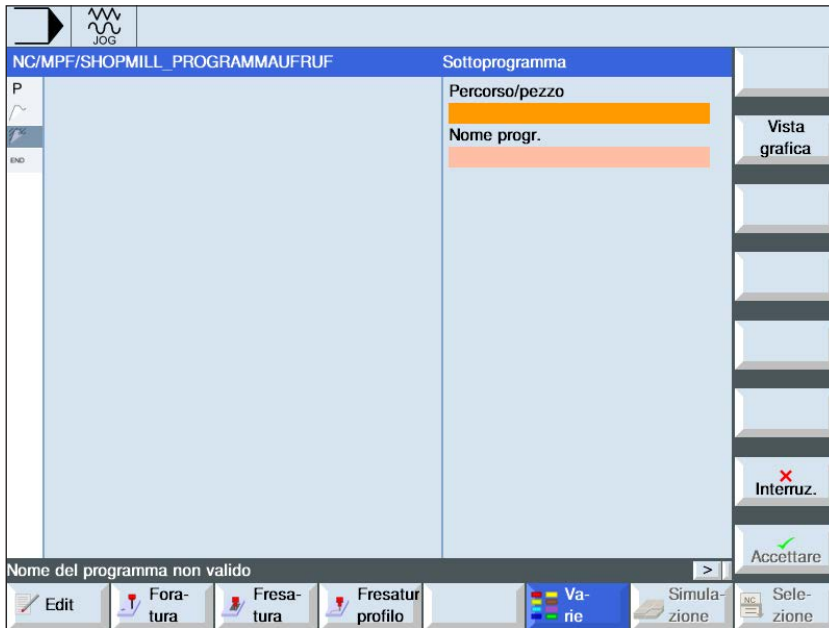 JOG
NC/MPF/SHOPMILL_PROGRAMMAUFRUF
Sottoprogramma
P
END
Percorso/pezzo
Nome progr.
Vista
grafica
Interruz.
Accettare
Nome del programma non valido
>
Edit
Fora-
tura
Fresa-
tura
Fresatur
profilo
Va-
rie
Simula-
zione
NC
Sele-
zione